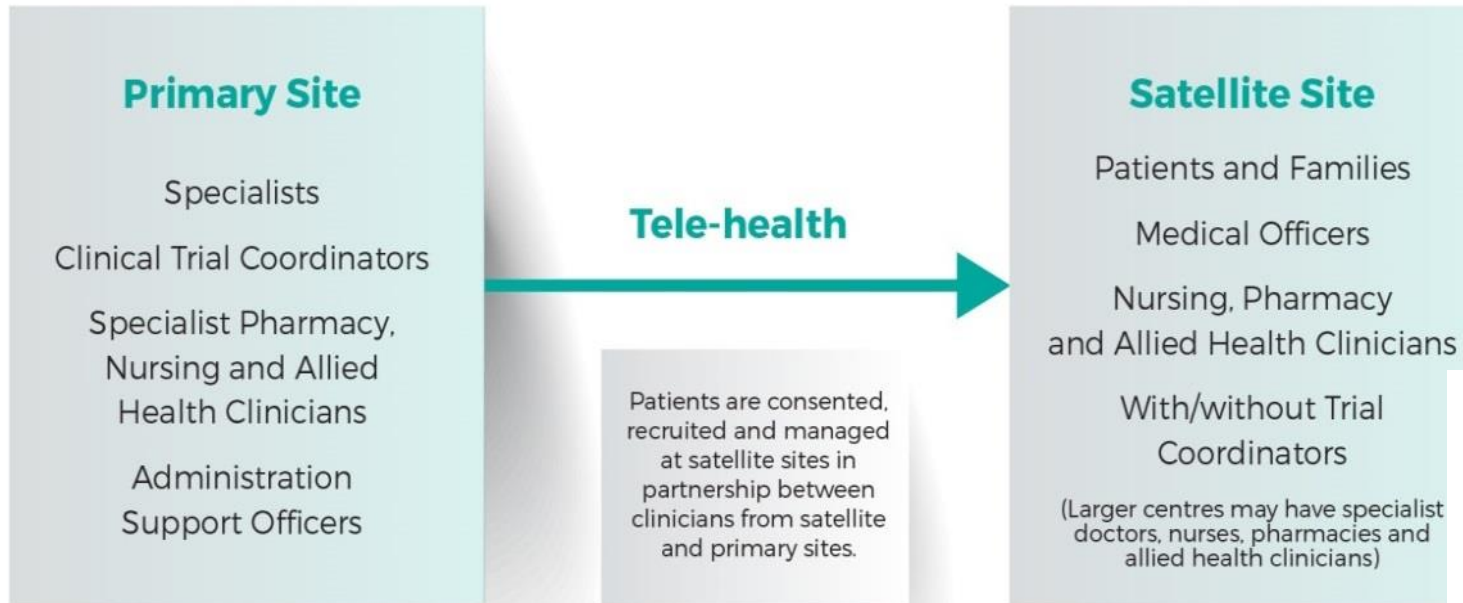 Primary Site
Specialists
Clinical Trial Coordinators
Specialist Pharmacy,
Nursing and Allied
Health Clinicians
Administration
Support Officers
Tele-health
Patients are consented,
recruited and managed
at satellite sites in
partnership between
clinicians from satellite
and primary sites.
Satellite Site
Patients and Families
Medical Officers
Nursing, Pharmacy
and Allied Health Clinicians
With/without Trial
Coordinators
(Larger centres may have specialist
doctors, nurses, pharmacies and
allied health clinicians)